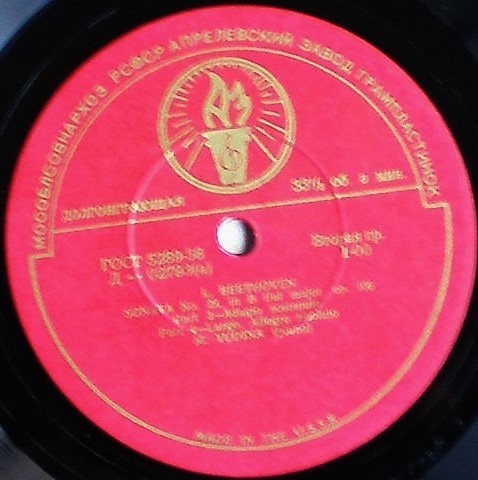 МОСОБЛСОВНАРХОЗ РСФСР АПРЕЛЕВСКИЙ ЗАВОД ГРАМПЛАСТИНОК
ДОЛГОИГРАЮЩАЯ
33⅓ об. в мин.
ГОСТ 5289-56
Вторая гр.
Д —
1-00
L. BEETHOVEN
SONATA No. 29, in B flat major, op. 106
Part 3—Adagio sostenuto
Part 4—Largo, Allegro risoluto
M. YUDINA (piano)
MADE IN THE U.S.S.R.